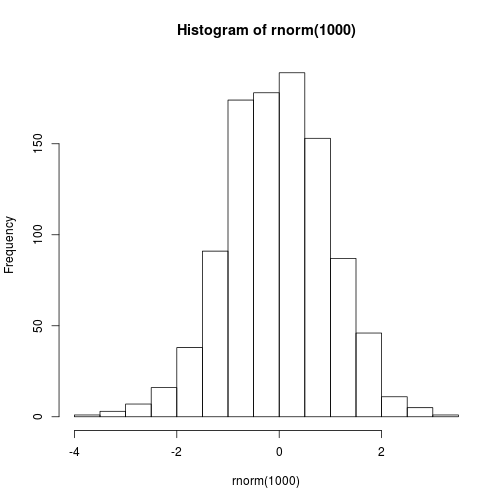 Histogram of rnorm(1000)
Frequency
150
100
50
0
-4 -2 0 2
rnorm(1000)